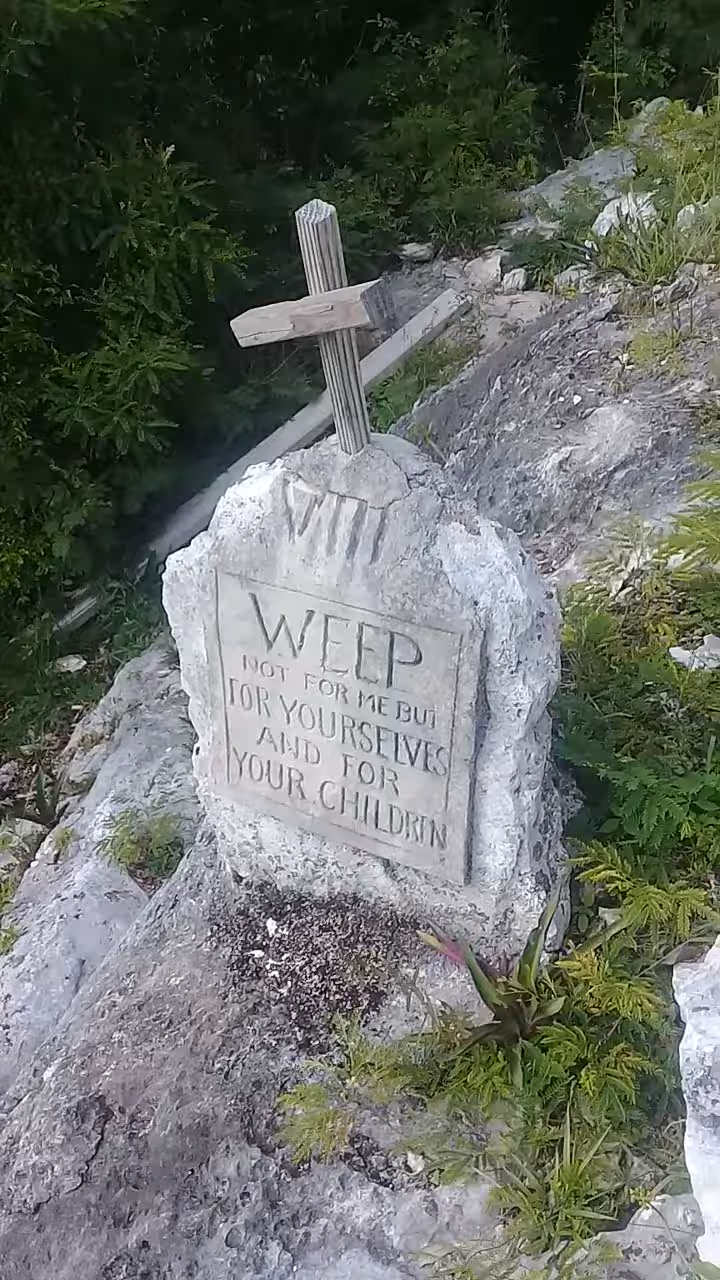 VIII
WEEP
NOT FOR ME BUT
FOR YOURSELVES
AND FOR
YOUR CHILDREN